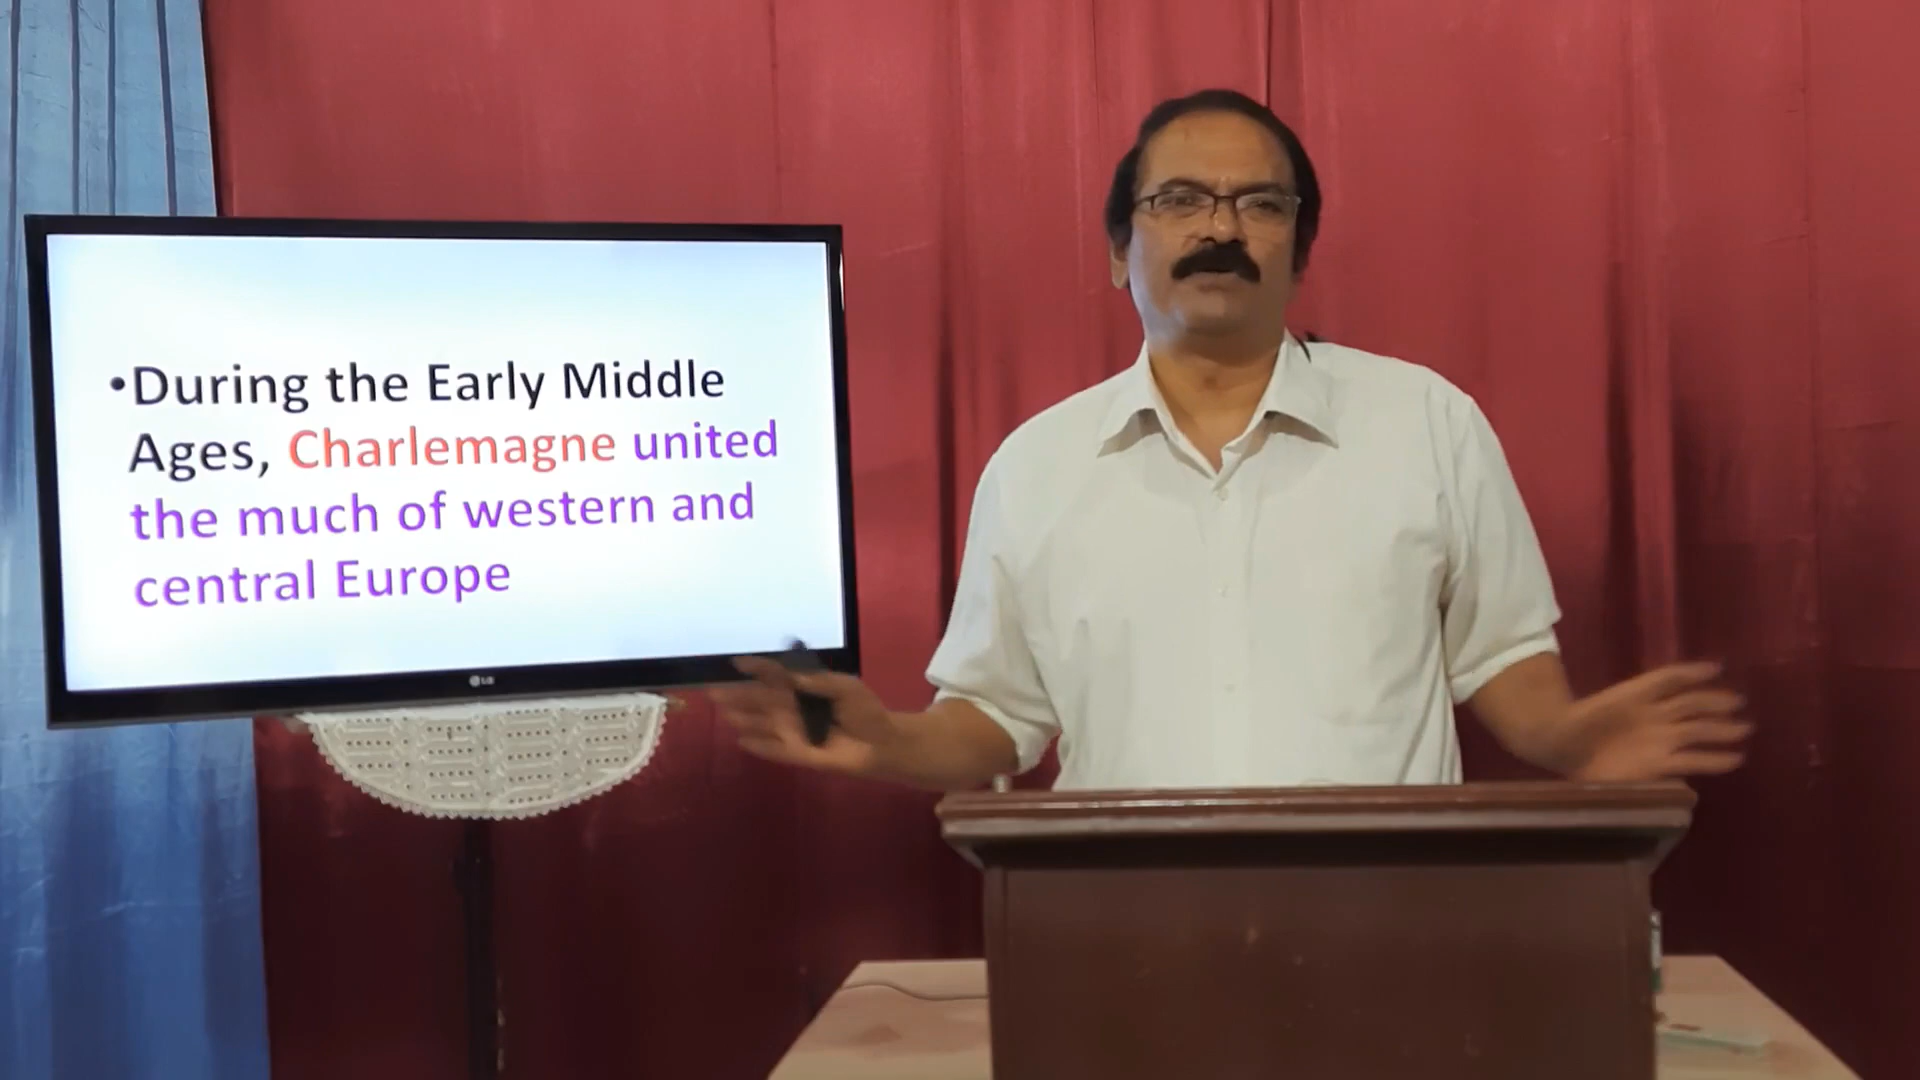 •During the Early Middle
Ages, Charlemagne united
the much of western and
central Europe
LG